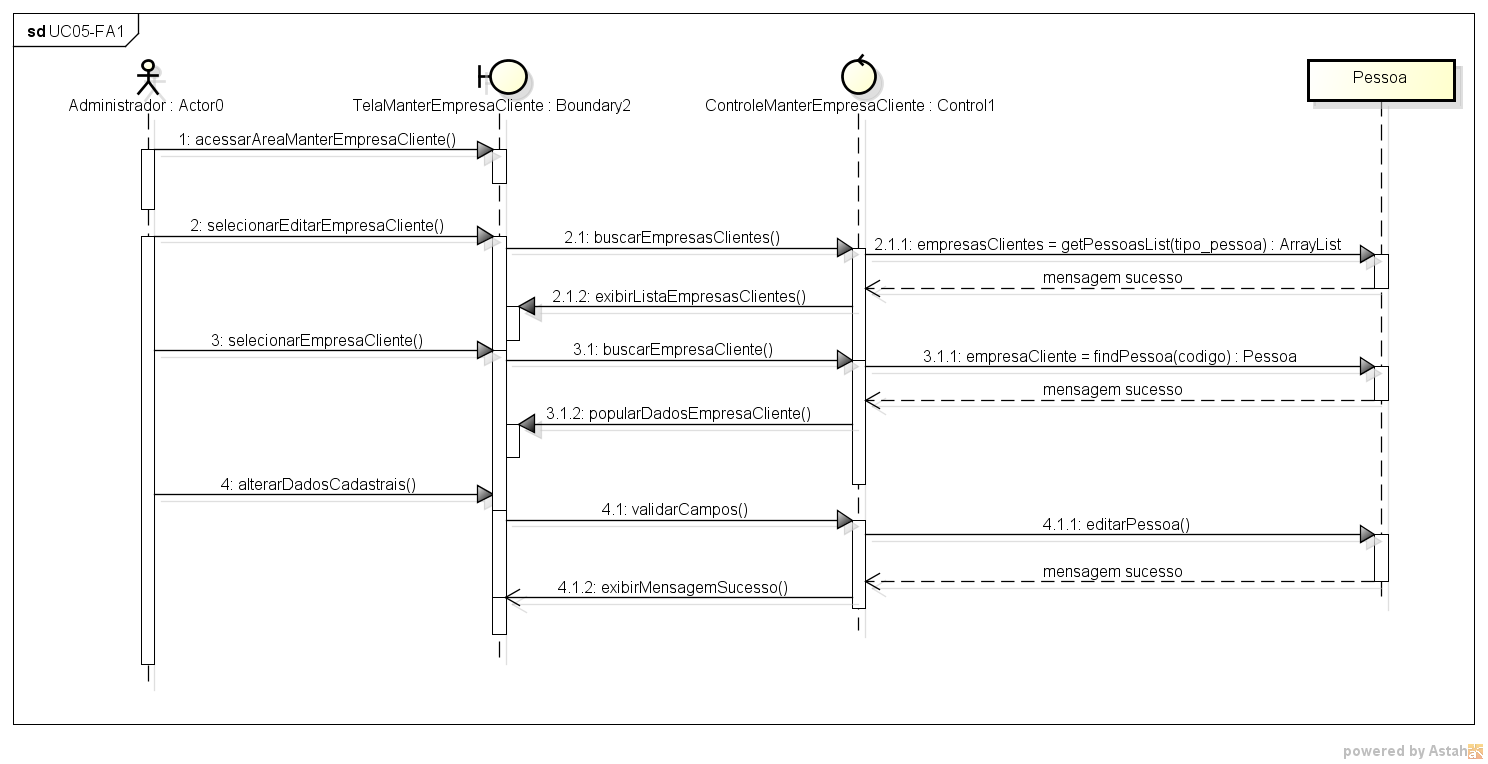 sd UC05-FA1
Administrador : Actor0
TelaManterEmpresaCliente : Boundary2
ControleManterEmpresaCliente : Control1
Pessoa
1: acessarAreaManterEmpresaCliente()
2: selecionarEditarEmpresaCliente()
2.1: buscarEmpresasClientes()
2.1.1: empresasClientes = getPessoasList(tipo_pessoa) : ArrayList
mensagem sucesso
2.1.2: exibirListaEmpresasClientes()
3: selecionarEmpresaCliente()
3.1: buscarEmpresaCliente()
3.1.1: empresaCliente = findPessoa(codigo) : Pessoa
mensagem sucesso
3.1.2: popularDadosEmpresaCliente()
4: alterarDadosCadastrais()
4.1: validarCampos()
4.1.1: editarPessoa()
mensagem sucesso
4.1.2: exibirMensagemSucesso()
powered by Astah